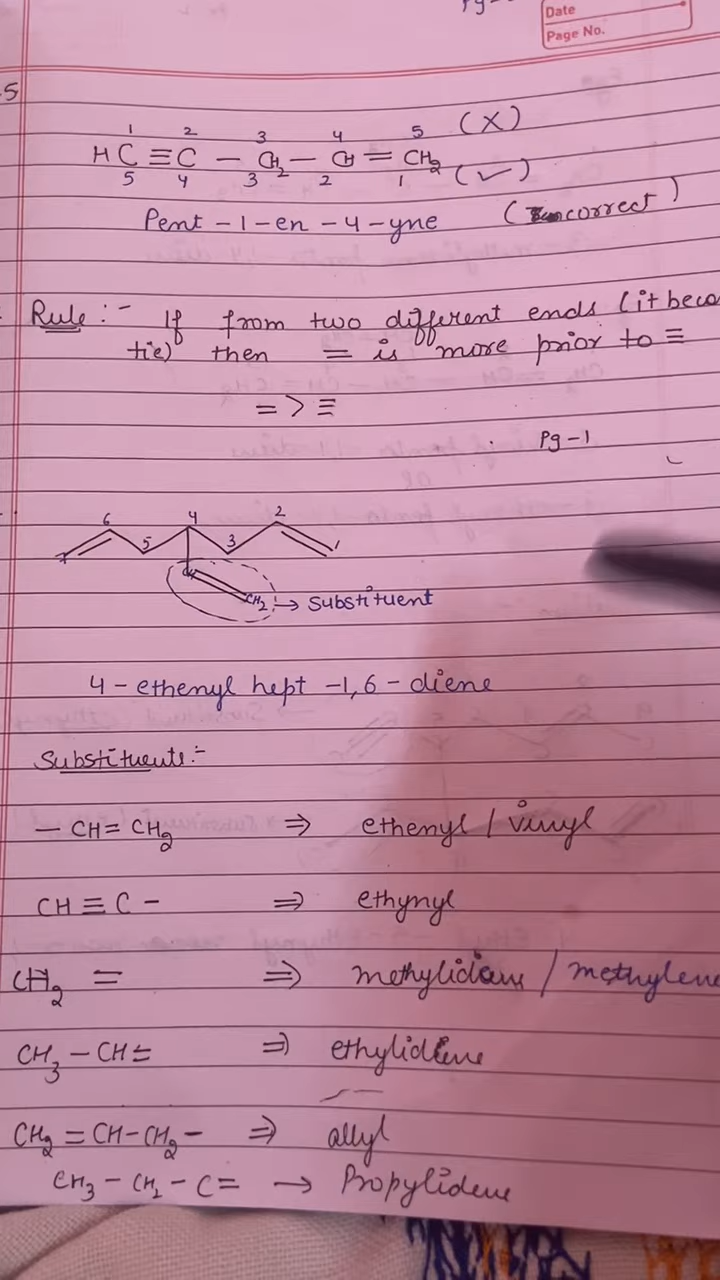 Date
Page No.
5
1 2 3 4 5 (X)
HC ≡ C - CH2 - CH = CH2
5 4 3 2 1 (✓)
Pent -1-en-4-yne (correct)
Rule :- If from two different ends (it beco
tie) then = is more prior to ≡
= > ≡
Pg-1
7 6 5 4 3 2 1
CH2 → Substituent
4-ethenyl hept -1,6-diene
Substituents :-
- CH = CH2 ⇒ ethenyl / vinyl
CH ≡ C - ⇒ ethynyl
CH2 = ⇒ / methylene
CH3 - CH = ⇒ ethylidene
CH2 = CH-CH2- ⇒ allyl
CH3 - CH2 - C = → Propylidene